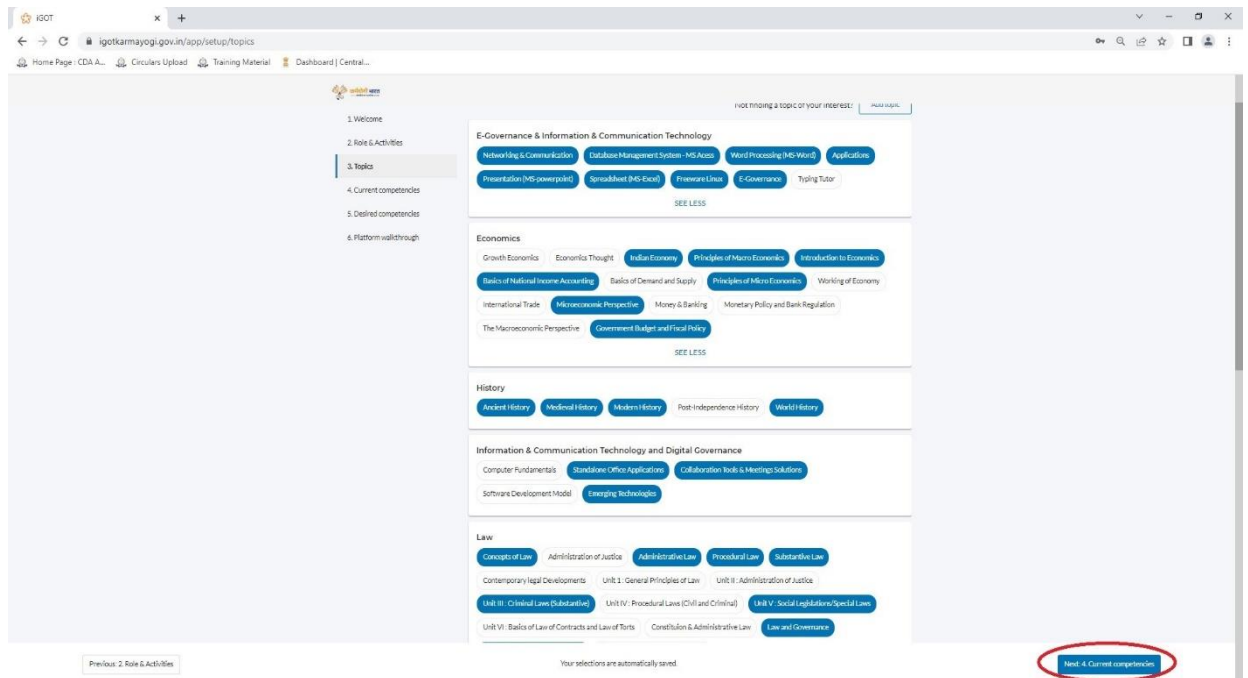 iGOT
igotkarmayogi.gov.in/app/setup/topics
Home Page : CDA A... Circulars Upload Training Material Dashboard | Central...
Not finding a topic of your interest? Add topic
1. Welcome
2. Role & Activities
3. Topics
4. Current competencies
5. Desired competencies
6. Platform walkthrough
E-Governance & Information & Communication Technology
Networking & Communication Database Management System - MS Acess Word Processing (MS-Word) Applications
Presentation (MS-powerpoint) Spreadsheet (MS-Excel) Freeware Linux E-Governance Typing Tutor
SEE LESS
Economics
Growth Economics Economics Thought Indian Economy Principles of Macro Economics Introduction to Economics
Basics of National Income Accounting Basics of Demand and Supply Principles of Micro Economics Working of Economy
International Trade Microeconomic Perspective Money & Banking Monetary Policy and Bank Regulation
The Macroeconomic Perspective Government Budget and Fiscal Policy
SEE LESS
History
Ancient History Medieval History Modern History Post-Independence History World History
Information & Communication Technology and Digital Governance
Computer Fundamentals Standalone Office Applications Collaboration Tools & Meetings Solutions
Software Development Model Emerging Technologies
Law
Concepts of Law Administration of Justice Administrative Law Procedural Law Substantive Law
Contemporary legal Developments Unit 1 : General Principles of Law Unit II : Administration of Justice
Unit III : Criminal Laws (Substantive) Unit IV : Procedural Laws (Civil and Criminal) Unit V : Social Legislations/Special Laws
Unit VI : Basics of Law of Contracts and Law of Torts Constituion & Administrative Law Law and Governance
Previous: 2. Role & Activities Your selections are automatically saved. Next: 4. Current competencies